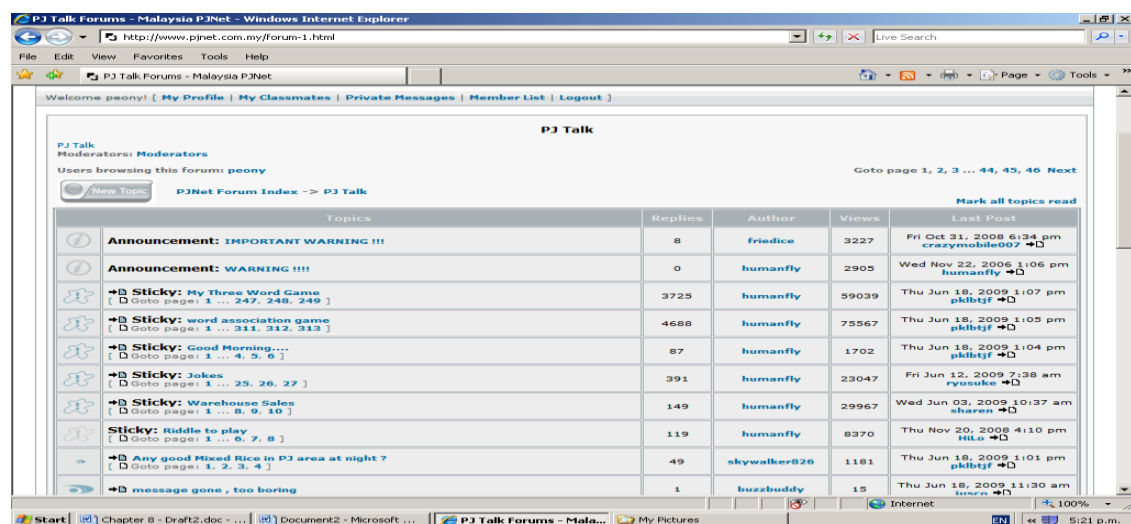 PJ Talk Forums - Malaysia PJNet - Windows Internet Explorer
http://www.pjnet.com.my/forum-1.html
Live Search
File Edit View Favorites Tools Help
PJ Talk Forums - Malaysia PJNet
Page Tools
Welcome peony! [ My Profile | My Classmates | Private Messages | Member List | Logout ]
PJ Talk
PJ Talk
Moderators: Moderators
Users browsing this forum: peony
Goto page 1, 2, 3 ... 44, 45, 46 Next
New Topic PJNet Forum Index -> PJ Talk
Mark all topics read
Topics Replies Author Views Last Post
Announcement: IMPORTANT WARNING !!! 8 friedice 3227 Fri Oct 31, 2008 6:34 pm
crazymobile007
Announcement: WARNING !!!! 0 humanfly 2905 Wed Nov 22, 2006 1:06 pm
humanfly
Sticky: My Three Word Game 3725 humanfly 59039 Thu Jun 18, 2009 1:07 pm
[ Goto page: 1 ... 247, 248, 249 ] pklbtjf
Sticky: word association game 4688 humanfly 75567 Thu Jun 18, 2009 1:05 pm
[ Goto page: 1 ... 311, 312, 313 ] pklbtjf
Sticky: Good Morning.... 87 humanfly 1702 Thu Jun 18, 2009 1:04 pm
[ Goto page: 1 ... 4, 5, 6 ] pklbtjf
Sticky: Jokes 391 humanfly 23047 Fri Jun 12, 2009 7:38 am
[ Goto page: 1 ... 25, 26, 27 ] ryusuke
Sticky: Warehouse Sales 149 humanfly 29967 Wed Jun 03, 2009 10:37 am
[ Goto page: 1 ... 8, 9, 10 ] sharen
Sticky: Riddle to play 119 humanfly 8370 Thu Nov 20, 2008 4:10 pm
[ Goto page: 1 ... 6, 7, 8 ] HiLo
Any good Mixed Rice in PJ area at night ? 49 skywalker826 1181 Thu Jun 18, 2009 1:01 pm
[ Goto page: 1, 2, 3, 4 ] pklbtjf
message gone , too boring 1 buzzbuddy 15 Thu Jun 18, 2009 11:30 am
Internet 100%
Start Chapter 8 - Draft2.doc - ... Document2 - Microsoft ... PJ Talk Forums - Mala... My Pictures EN 5:21 p.m.